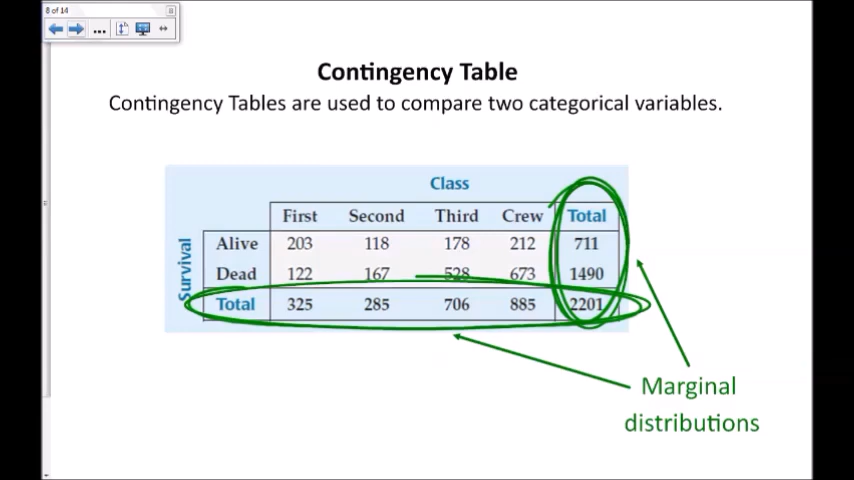 8 of 14
Contingency Table
Contingency Tables are used to compare two categorical variables.
Class
First Second Third Crew Total
Survival
Alive 203 118 178 212 711
Dead 122 167 528 673 1490
Total 325 285 706 885 2201
Marginal
distributions